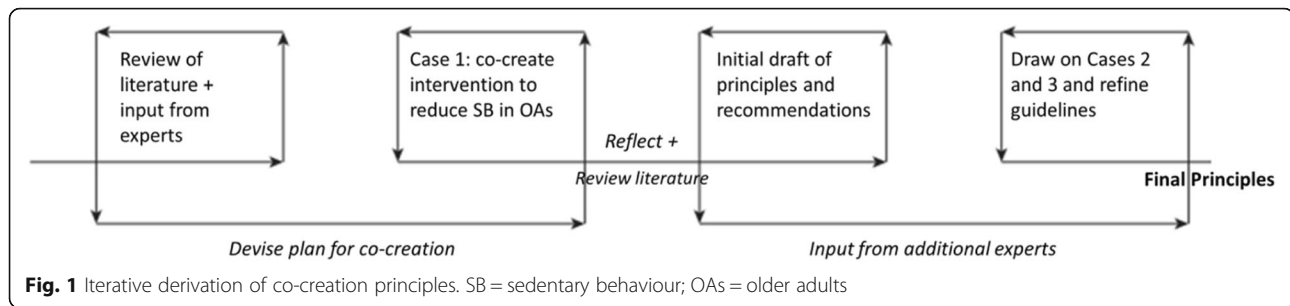 Review of
literature +
input from
experts
Case 1: co-create
intervention to
reduce SB in OAs
Initial draft of
principles and
recommendations
Draw on Cases 2
and 3 and refine
guidelines
Reflect +
Review literature
Final Principles
Devise plan for co-creation
Input from additional experts
Fig. 1 Iterative derivation of co-creation principles. SB = sedentary behaviour; OAs = older adults